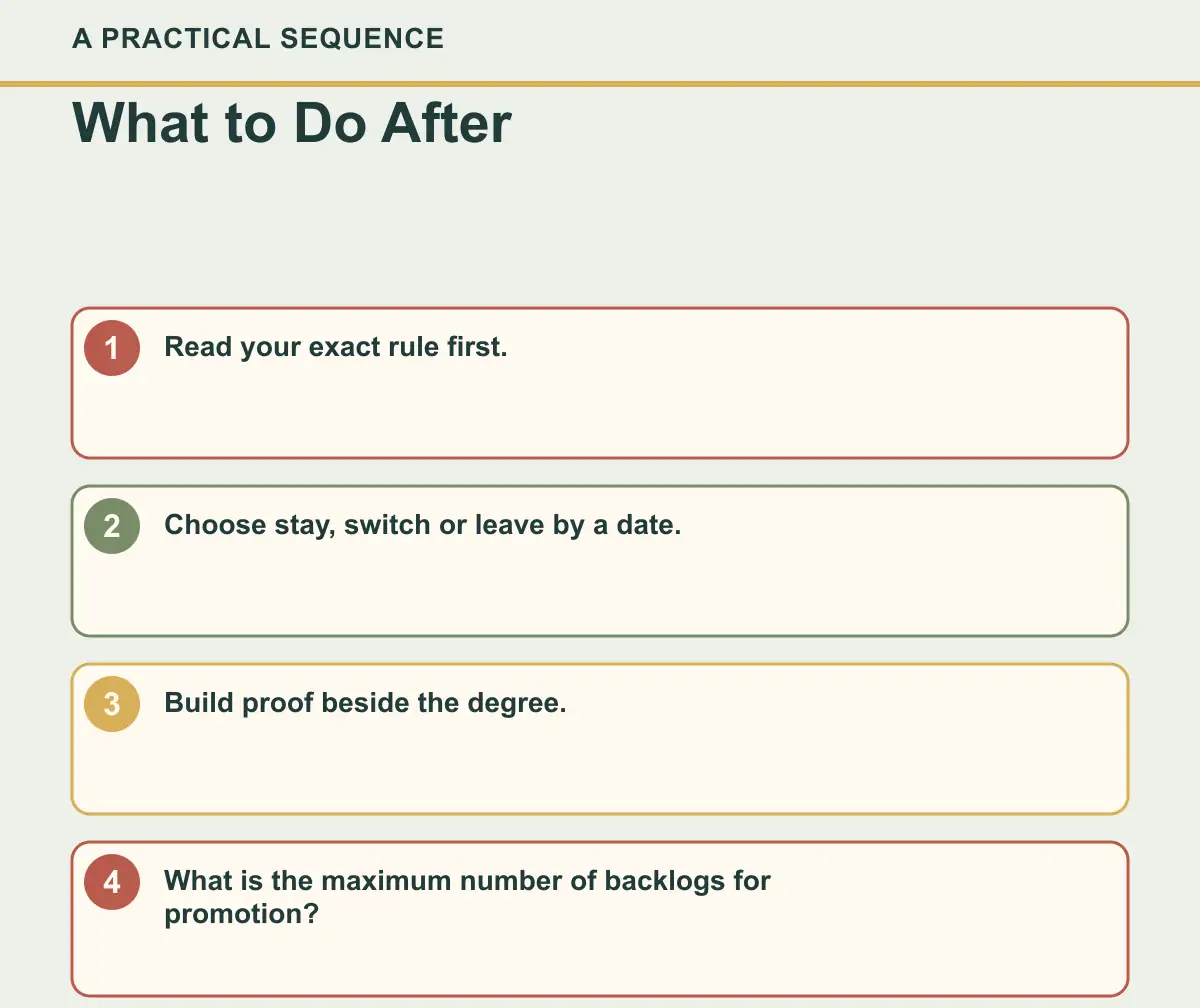 A PRACTICAL SEQUENCE
What to Do After
1
Read your exact rule first.
2
Choose stay, switch or leave by a date.
3
Build proof beside the degree.
4
What is the maximum number of backlogs for
promotion?